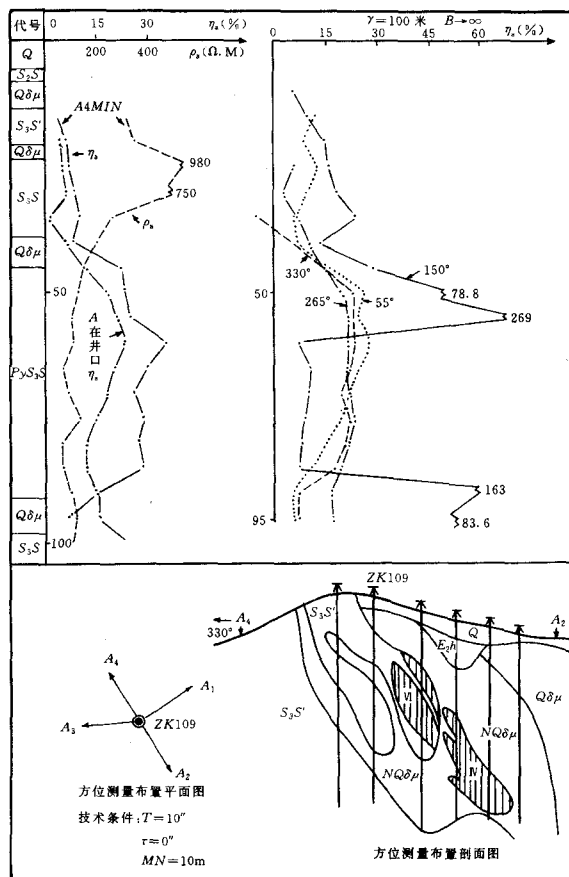 代号
0 30 ηs(%)
200 400 ρs(Ω.M)
γ=100米 B→∞
0 15 30 45 ηs(%) 60
Q
S₂S
Qδμ
S₃S'
Qδμ
S₃S
Qδμ
PyS₃S
Qδμ
S₃S
A4MIN
ηs
980
750
ρs
50
A在井口ηs
100
330°
150°
265°
55°
50
78.8
269
163
95
83.6
ZK109
A₄
330°
S₃S'
A₂
Q
E₂h
Qδμ
VI
S₃S'
NQδμ
IV
NQδμ
A₄
A₁
A₃
ZK109
A₂
方位测量布置平面图
技术条件:T=10″
τ=0″
MN=10m
方位测量布置剖面图